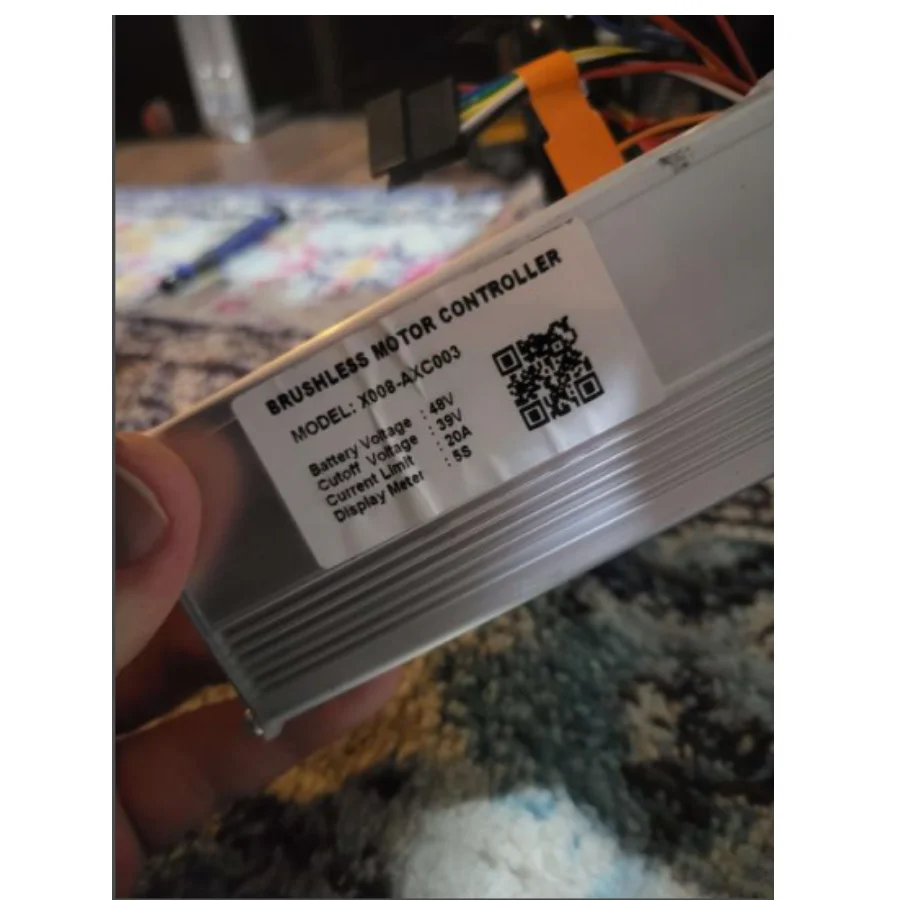 BRUSHLESS MOTOR CONTROLLER
MODEL: X008-AXC003
Battery Voltage : 48V
Cutoff Voltage : 39V
Current Limit : 20A
Display Meter : 5S